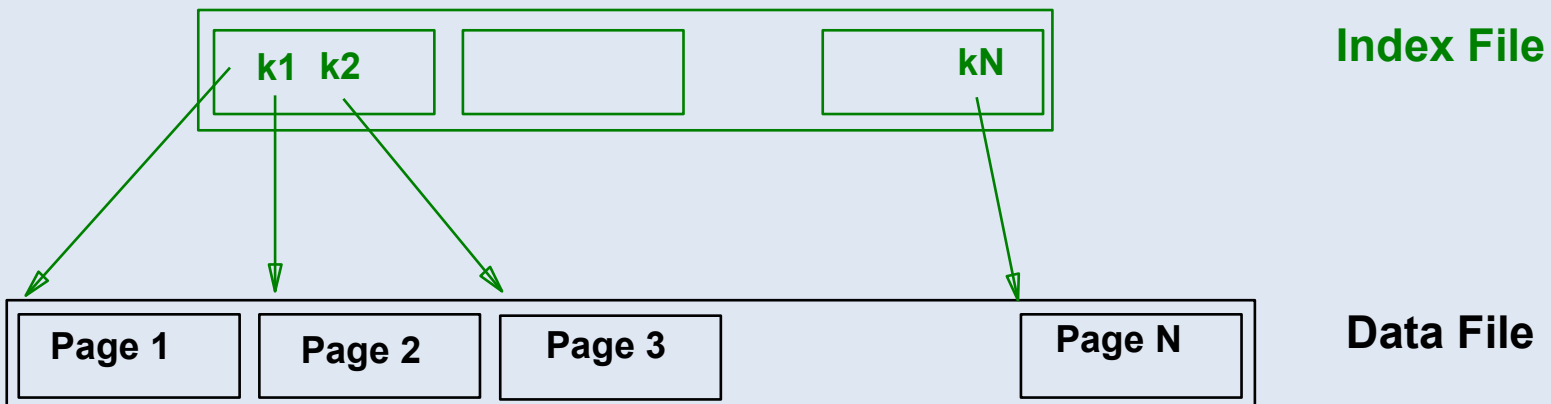 k1 k2
kN
Index File
Page 1
Page 2
Page 3
Page N
Data File